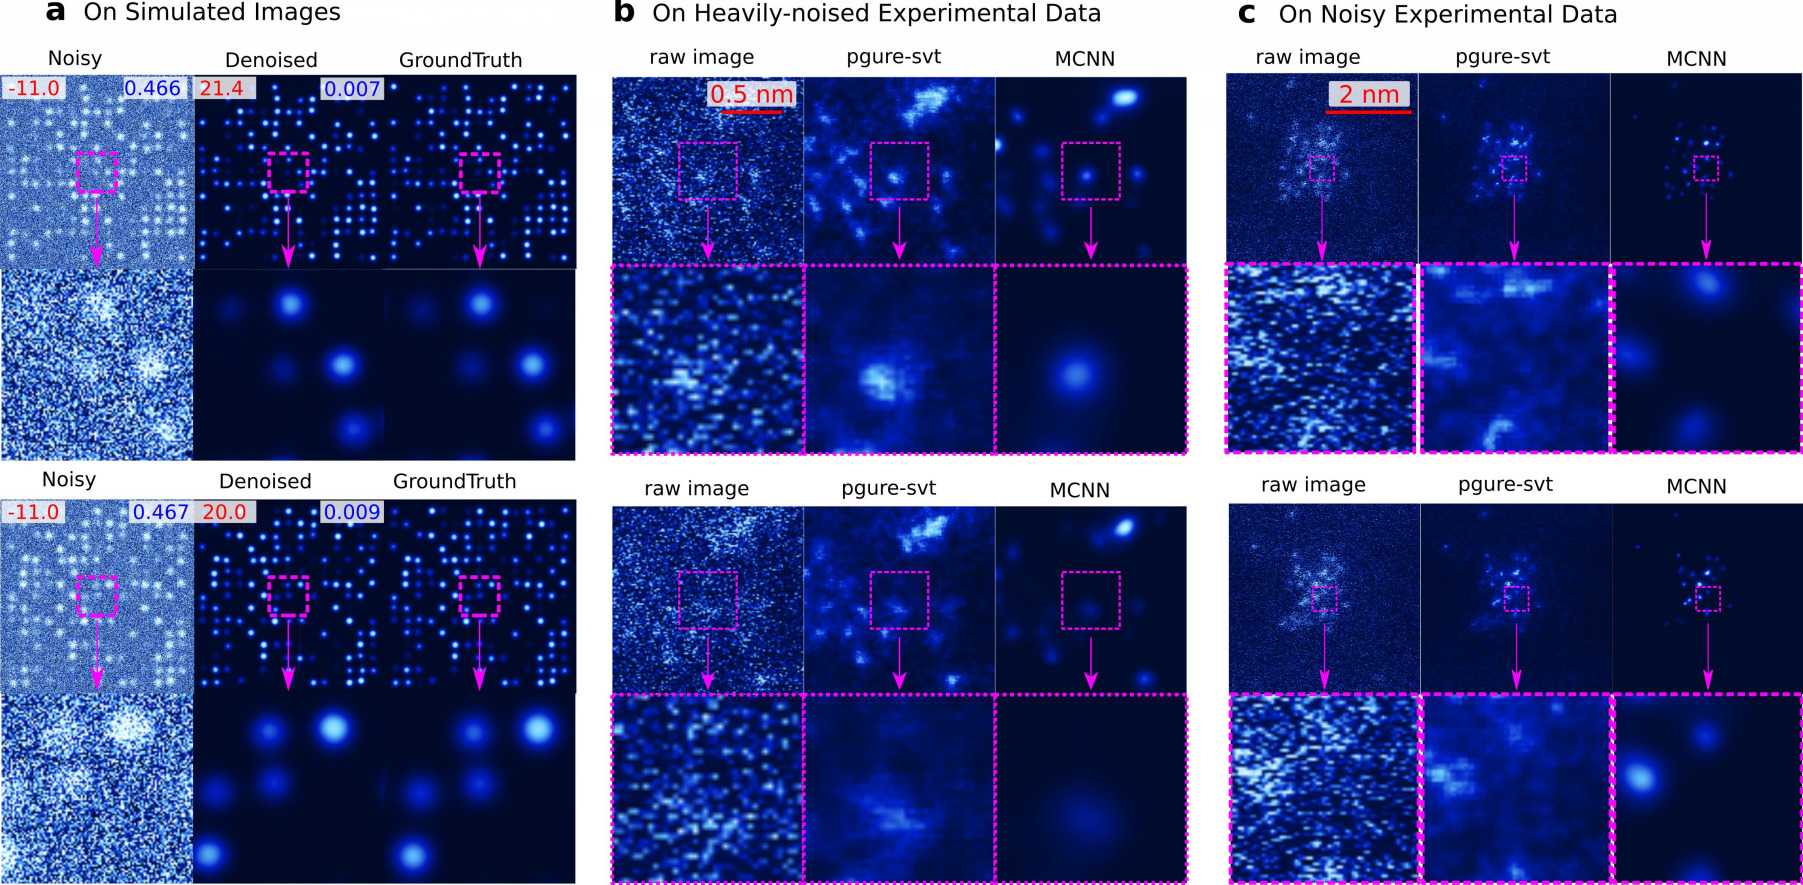 a On Simulated Images
Noisy Denoised GroundTruth
-11.0 0.466 21.4 0.007
Noisy Denoised GroundTruth
-11.0 0.467 20.0 0.009
b On Heavily-noised Experimental Data
raw image pgure-svt MCNN
0.5 nm
raw image pgure-svt MCNN
c On Noisy Experimental Data
raw image pgure-svt MCNN
2 nm
raw image pgure-svt MCNN